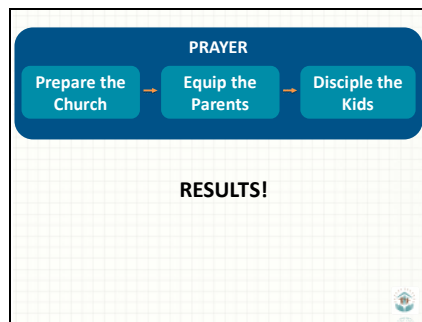 PRAYER
Prepare the
Church
Equip the
Parents
Disciple the
Kids
RESULTS!